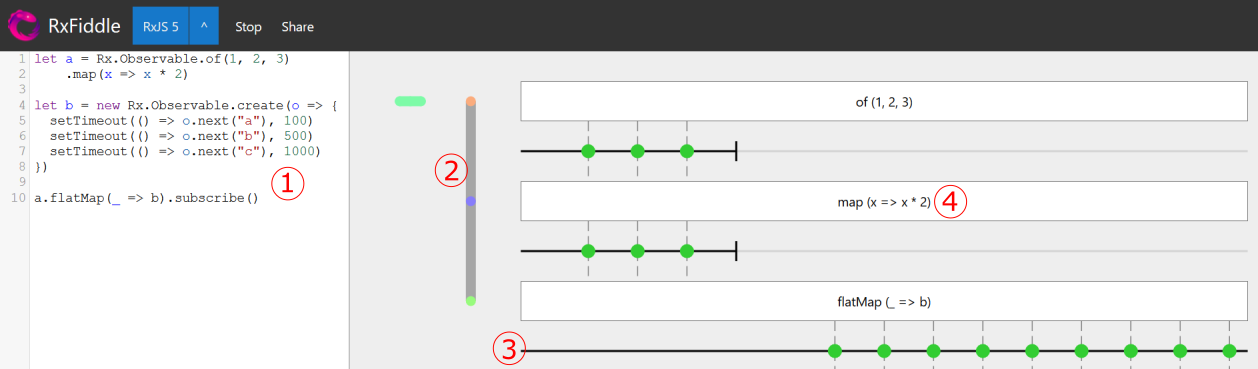 RxFiddle RxJS 5 ^ Stop Share
1 let a = Rx.Observable.of(1, 2, 3)
2 .map(x => x * 2)
3
4 let b = new Rx.Observable.create(o => {
5 setTimeout(() => o.next("a"), 100)
6 setTimeout(() => o.next("b"), 500)
7 setTimeout(() => o.next("c"), 1000)
8 })
9
10 a.flatMap(_ => b).subscribe()
①
②
of (1, 2, 3)
map (x => x * 2) ④
flatMap (_ => b)
③